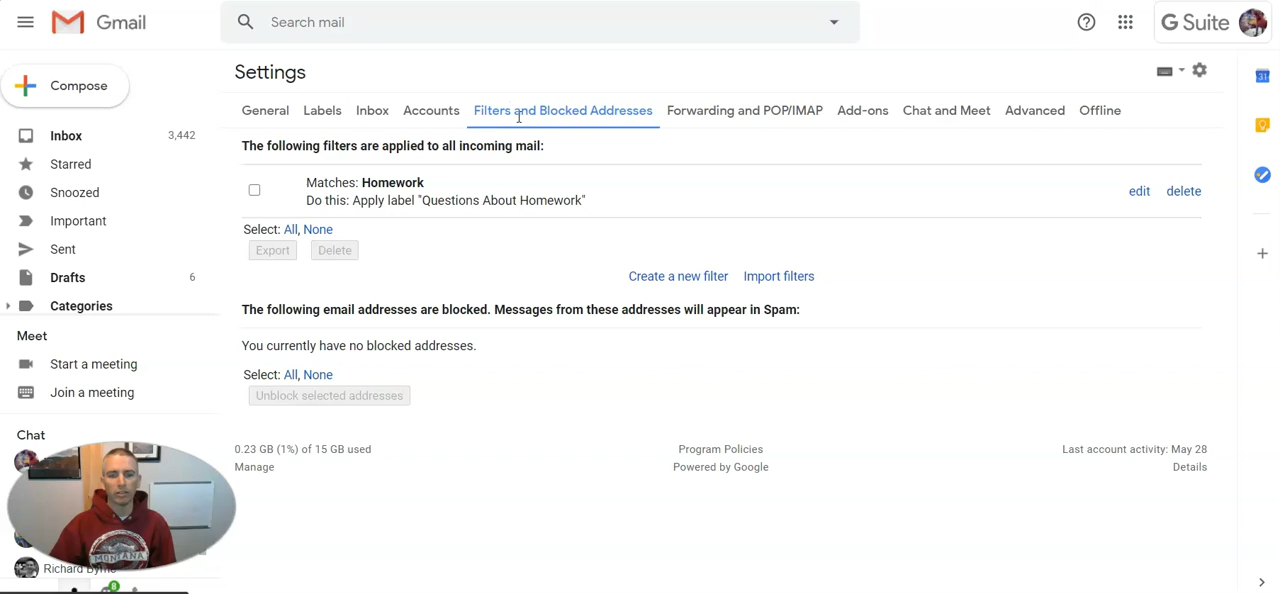 Gmail
Search mail
G Suite
Compose
Inbox 3,442
Starred
Snoozed
Important
Sent
Drafts 6
Categories
Meet
Start a meeting
Join a meeting
Chat
Richard Byrne
8
Settings
General Labels Inbox Accounts Filters and Blocked Addresses Forwarding and POP/IMAP Add-ons Chat and Meet Advanced Offline
The following filters are applied to all incoming mail:
Matches: Homework
Do this: Apply label "Questions About Homework"
edit delete
Select: All, None
Export Delete
Create a new filter Import filters
The following email addresses are blocked. Messages from these addresses will appear in Spam:
You currently have no blocked addresses.
Select: All, None
Unblock selected addresses
0.23 GB (1%) of 15 GB used
Manage
Program Policies
Powered by Google
Last account activity: May 28
Details
31
MONTANA